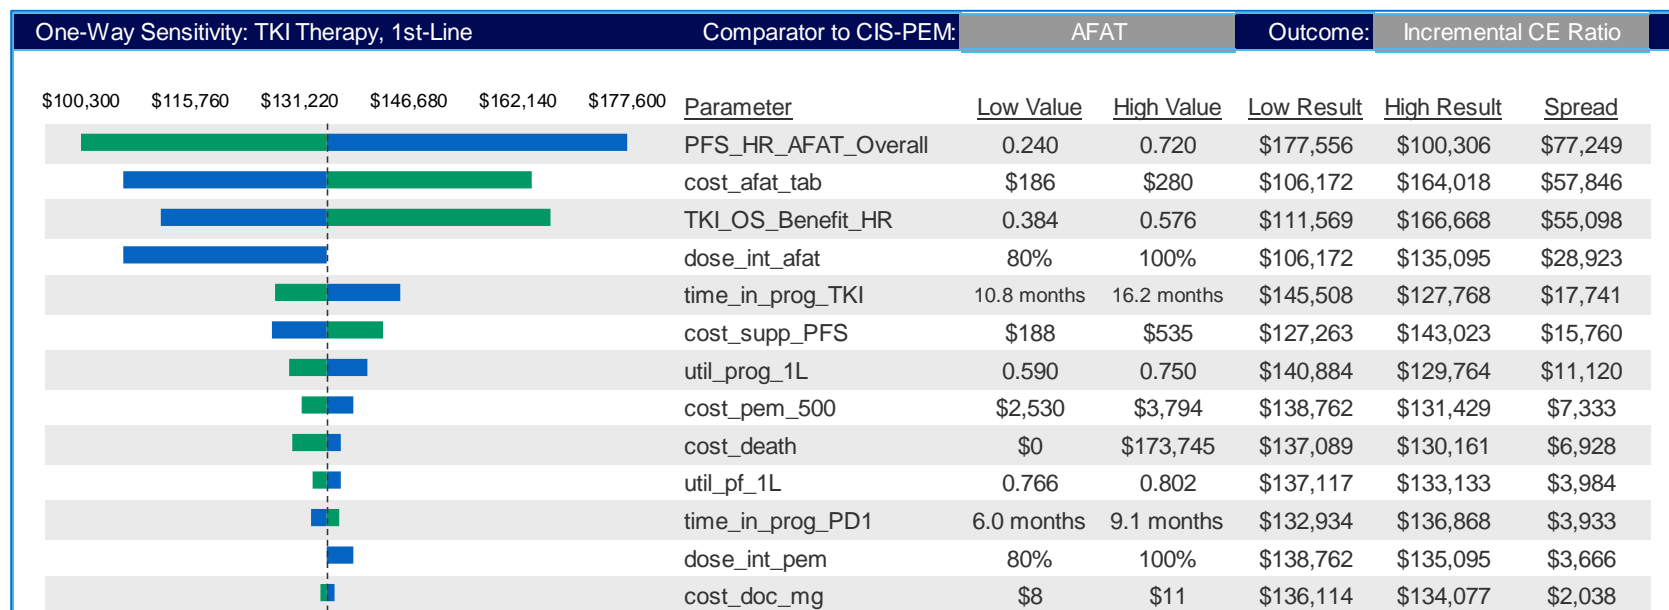 One-Way Sensitivity: TKI Therapy, 1st-Line Comparator to CIS-PEM: AFAT Outcome: Incremental CE Ratio
$100,300 $115,760 $131,220 $146,680 $162,140 $177,600 Parameter Low Value High Value Low Result High Result Spread
PFS_HR_AFAT_Overall 0.240 0.720 $177,556 $100,306 $77,249
cost_afat_tab $186 $280 $106,172 $164,018 $57,846
TKI_OS_Benefit_HR 0.384 0.576 $111,569 $166,668 $55,098
dose_int_afat 80% 100% $106,172 $135,095 $28,923
time_in_prog_TKI 10.8 months 16.2 months $145,508 $127,768 $17,741
cost_supp_PFS $188 $535 $127,263 $143,023 $15,760
util_prog_1L 0.590 0.750 $140,884 $129,764 $11,120
cost_pem_500 $2,530 $3,794 $138,762 $131,429 $7,333
cost_death $0 $173,745 $137,089 $130,161 $6,928
util_pf_1L 0.766 0.802 $137,117 $133,133 $3,984
time_in_prog_PD1 6.0 months 9.1 months $132,934 $136,868 $3,933
dose_int_pem 80% 100% $138,762 $135,095 $3,666
cost_doc_mg $8 $11 $136,114 $134,077 $2,038